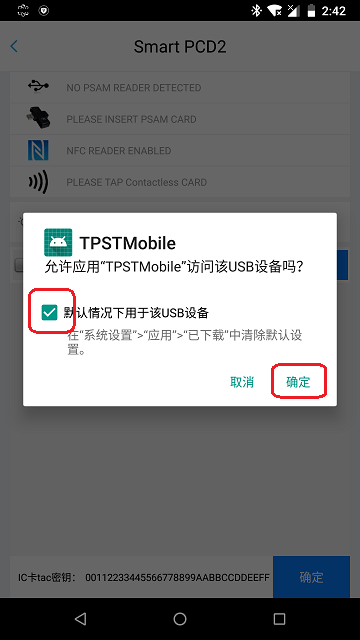 2:42
Smart PCD2
NO PSAM READER DETECTED
PLEASE INSERT PSAM CARD
NFC READER ENABLED
PLEASE TAP Contactless CARD
TPSTMobile
允许应用“TPSTMobile”访问该USB设备吗?
默认情况下用于该USB设备
在“系统设置”>“应用”>“已下载”中清除默认设
置。
取消
确定
IC卡tac密钥： 00112233445566778899AABBCCDDEEFF
确定